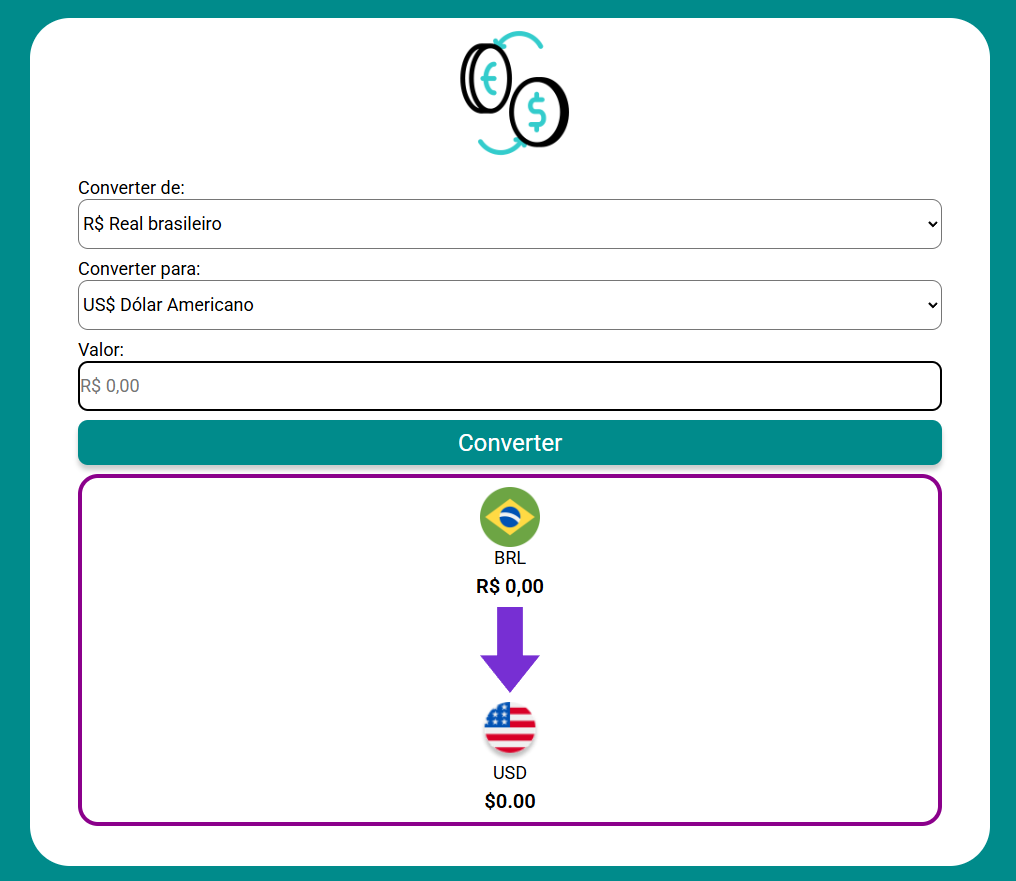 €
$
Converter de:
R$ Real brasileiro
Converter para:
US$ Dólar Americano
Valor:
R$ 0,00
Converter
BRL
R$ 0,00
USD
$0.00